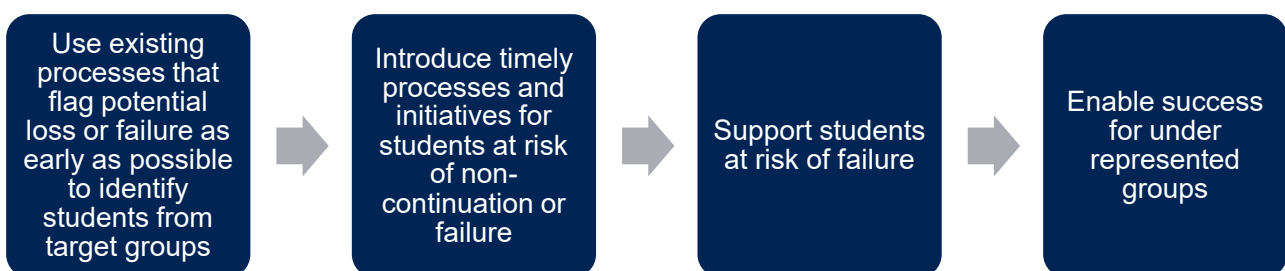 Use existing
processes that
flag potential
loss or failure as
early as possible
to identify
students from
target groups
Introduce timely
processes and
initiatives for
students at risk
of non-
continuation or
failure
Support students
at risk of failure
Enable success
for under
represented
groups